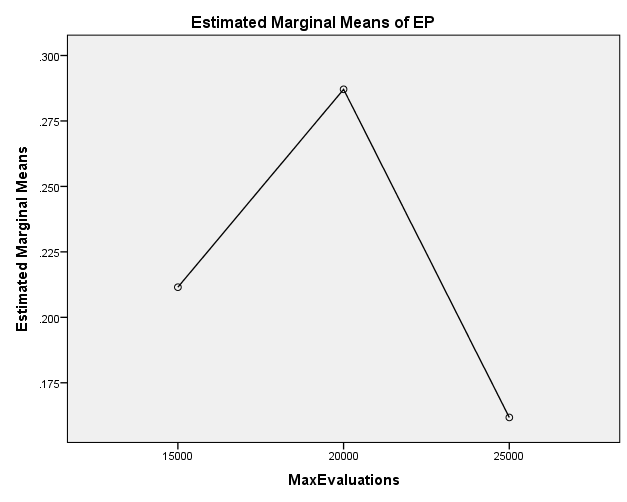 Estimated Marginal Means of EP
Estimated Marginal Means
.300
.275
.250
.225
.200
.175
15000 20000 25000
MaxEvaluations